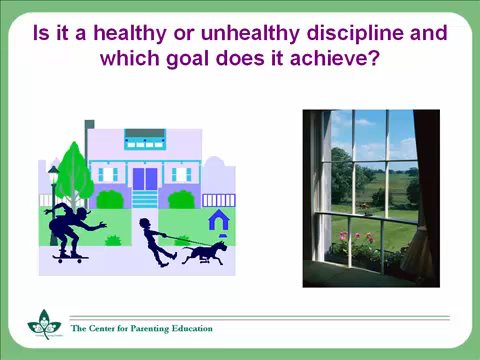 Is it a healthy or unhealthy discipline and
which goal does it achieve?
The Center for Parenting Education